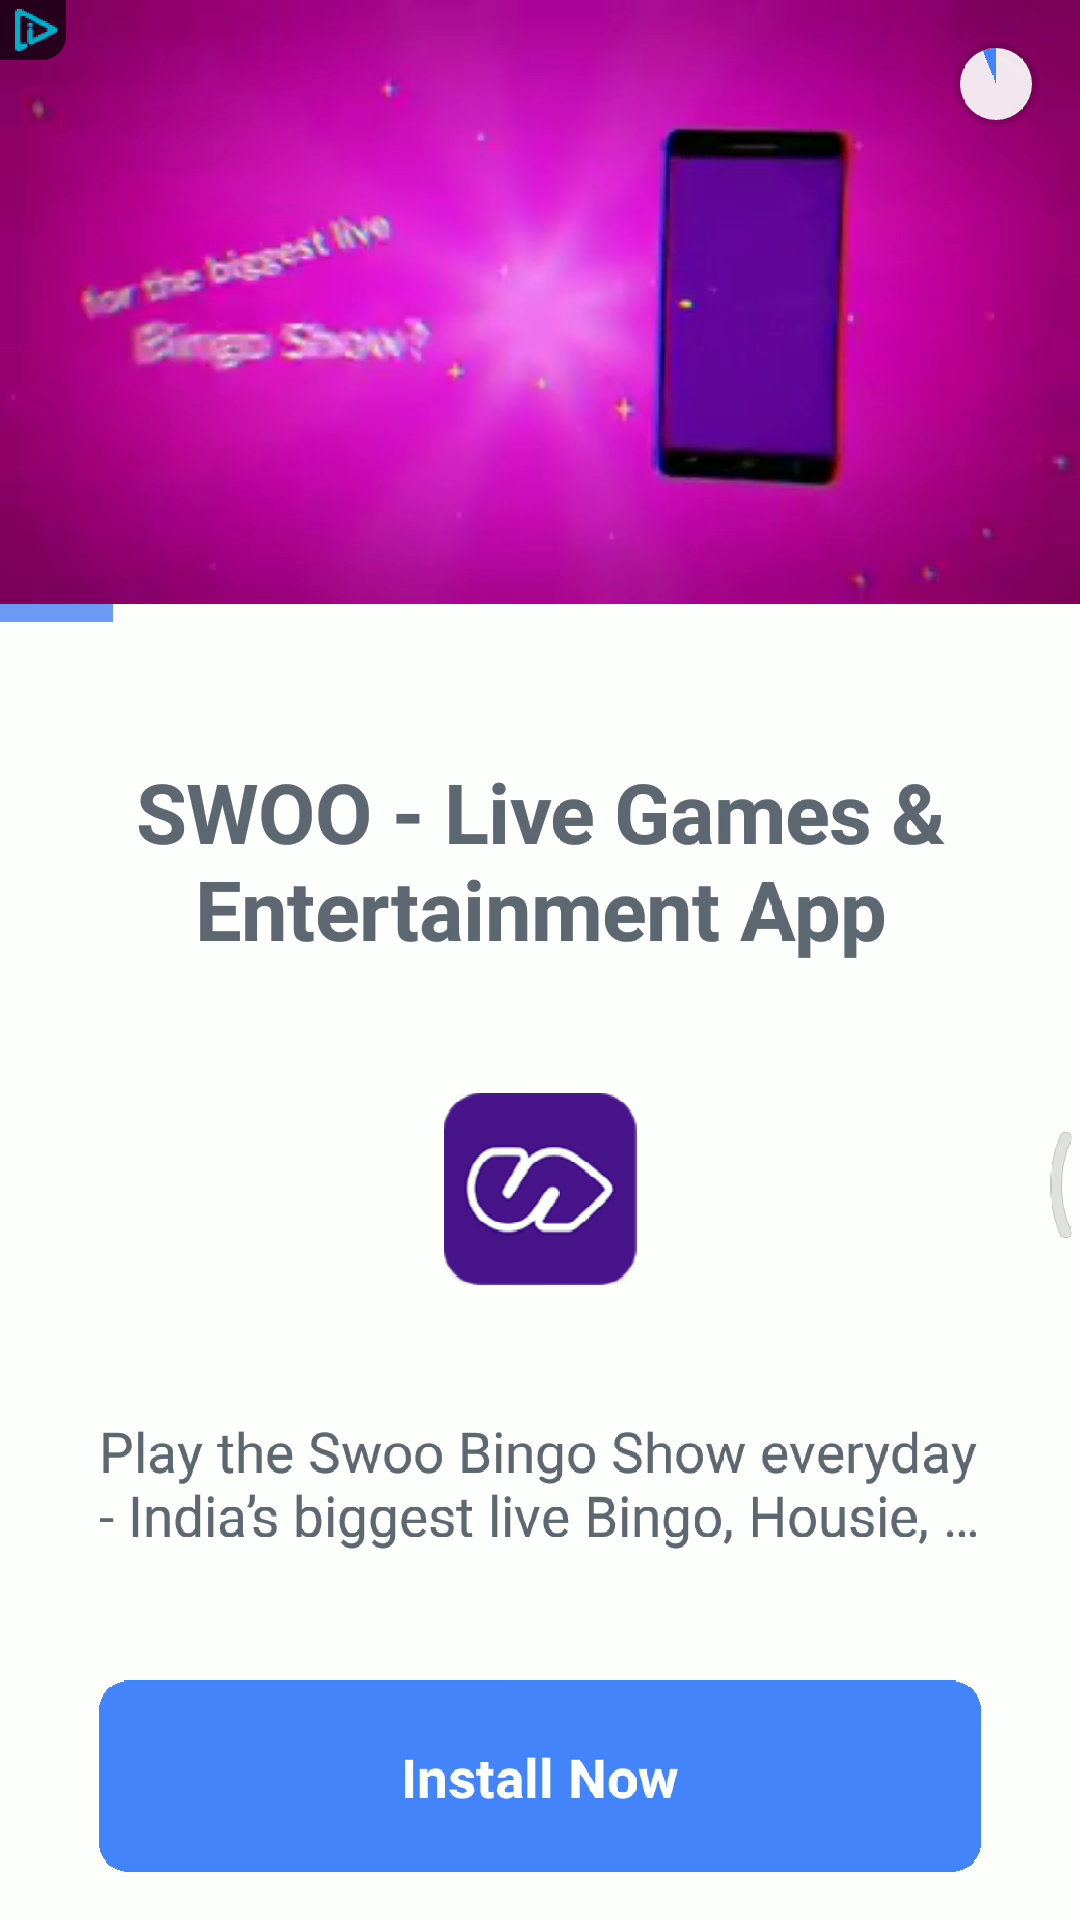 for the biggest live
Bingo Show?
SWOO - Live Games &
Entertainment App
Play the Swoo Bingo Show everyday
- India’s biggest live Bingo, Housie, ...
Install Now